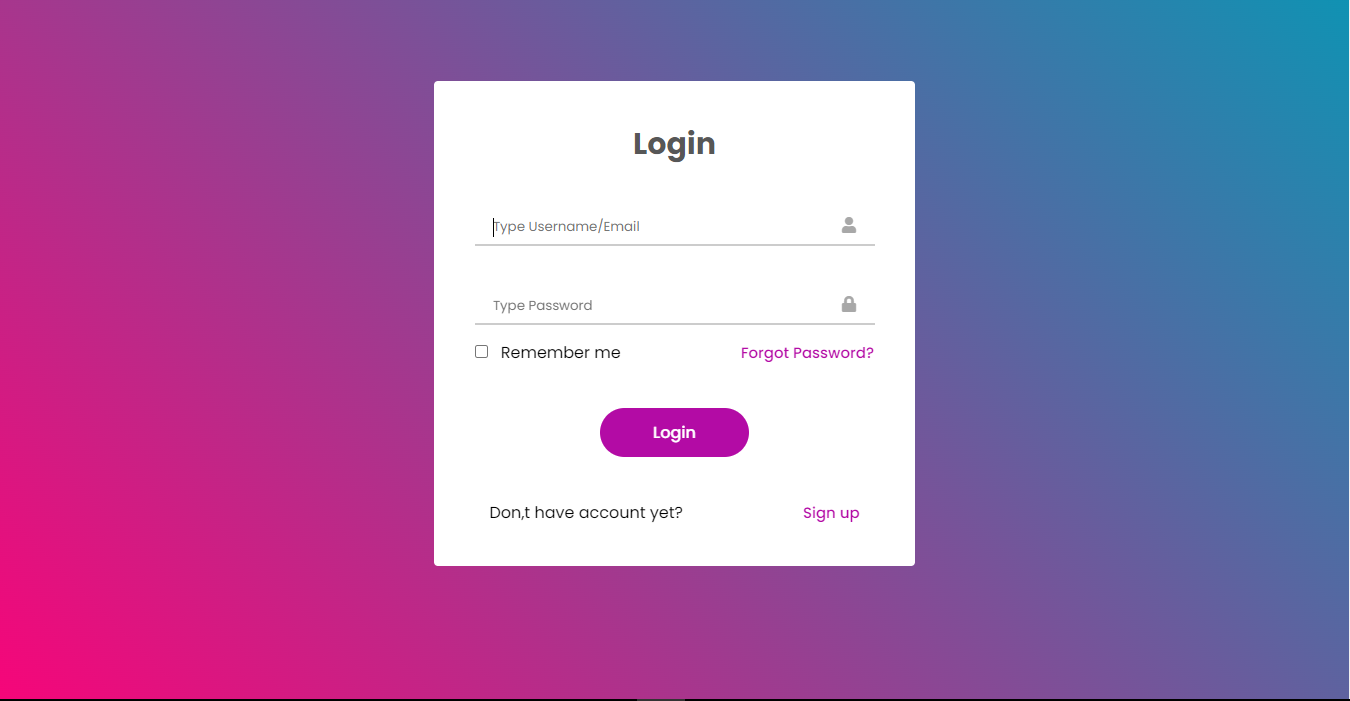 Login
Type Username/Email
Type Password
Remember me
Forgot Password?
Login
Don,t have account yet?
Sign up